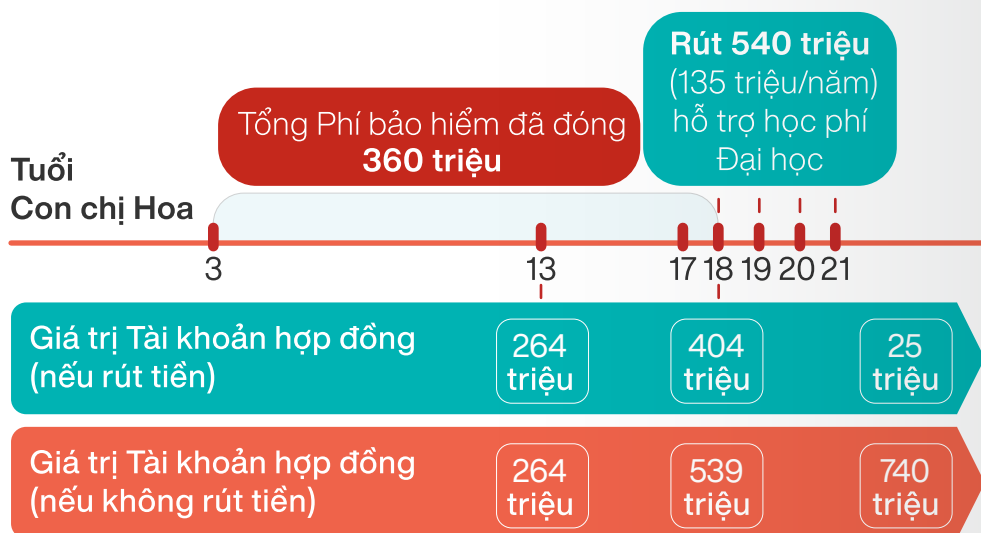 Rút 540 triệu
(135 triệu/năm)
hỗ trợ học phí
Đại học
Tổng Phí bảo hiểm đã đóng
360 triệu
Tuổi
Con chị Hoa
3
13
17
18
19
20
21
Giá trị Tài khoản hợp đồng
(nếu rút tiền)
264
triệu
404
triệu
25
triệu
Giá trị Tài khoản hợp đồng
(nếu không rút tiền)
264
triệu
539
triệu
740
triệu